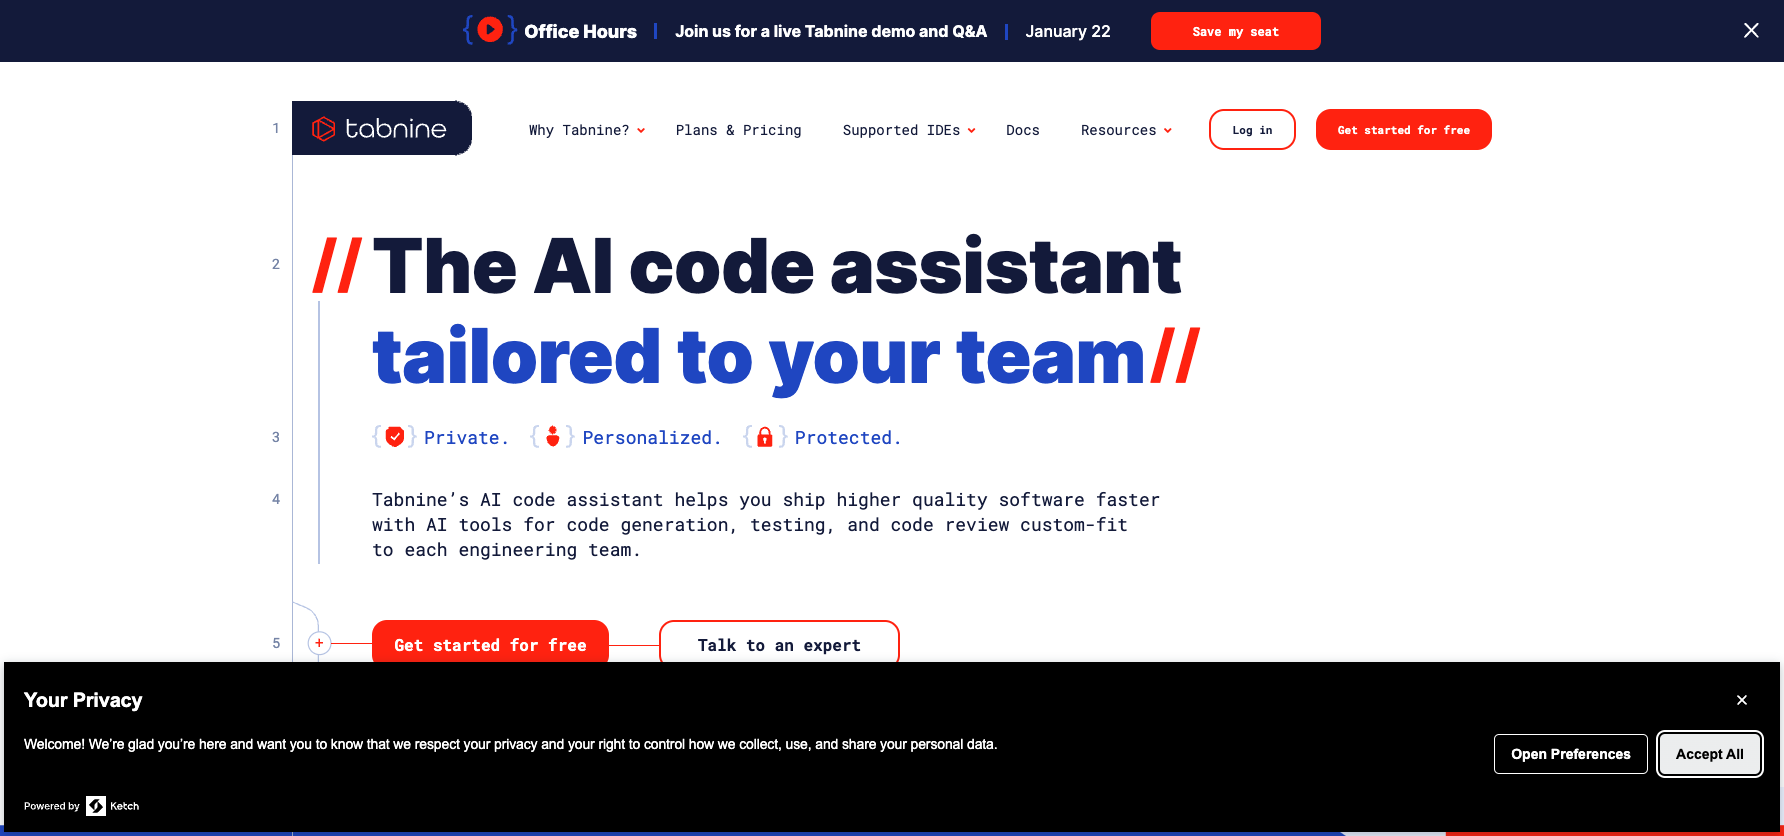 Office Hours | Join us for a live Tabnine demo and Q&A | January 22 Save my seat
1 tabnine Why Tabnine? Plans & Pricing Supported IDEs Docs Resources Log in Get started for free
2 // The AI code assistant
tailored to your team//
3 {} Private. {} Personalized. {} Protected.
4 Tabnine’s AI code assistant helps you ship higher quality software faster
with AI tools for code generation, testing, and code review custom-fit
to each engineering team.
5 + Get started for free Talk to an expert
Your Privacy
Welcome! We’re glad you’re here and want you to know that we respect your privacy and your right to control how we collect, use, and share your personal data.
Open Preferences Accept All
Powered by Ketch